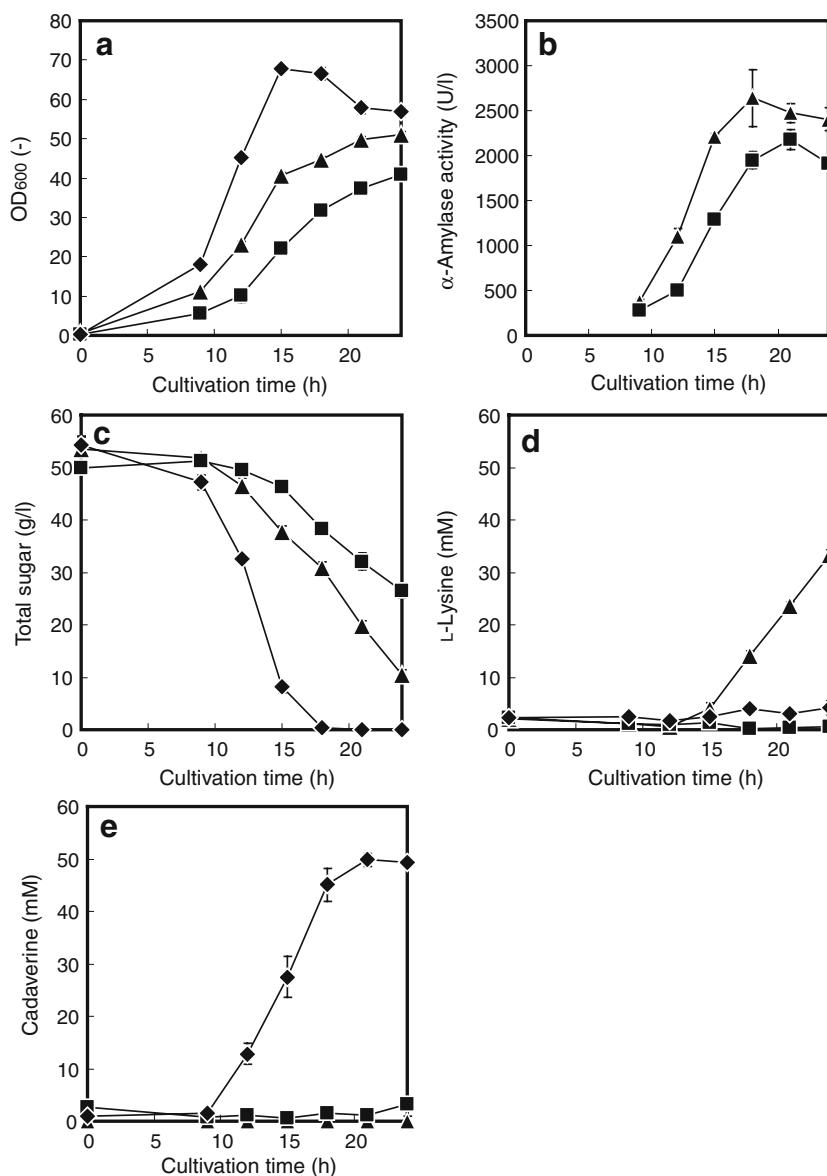 a
OD600 (-)
80
70
60
50
40
30
20
10
0
0 5 10 15 20
Cultivation time (h)
b
α-Amylase activity (U/l)
3500
3000
2500
2000
1500
1000
500
0
0 5 10 15 20
Cultivation time (h)
c
Total sugar (g/l)
60
50
40
30
20
10
0
0 5 10 15 20
Cultivation time (h)
d
L-Lysine (mM)
60
50
40
30
20
10
0
0 5 10 15 20
Cultivation time (h)
e
Cadaverine (mM)
60
50
40
30
20
10
0
0 5 10 15 20
Cultivation time (h)